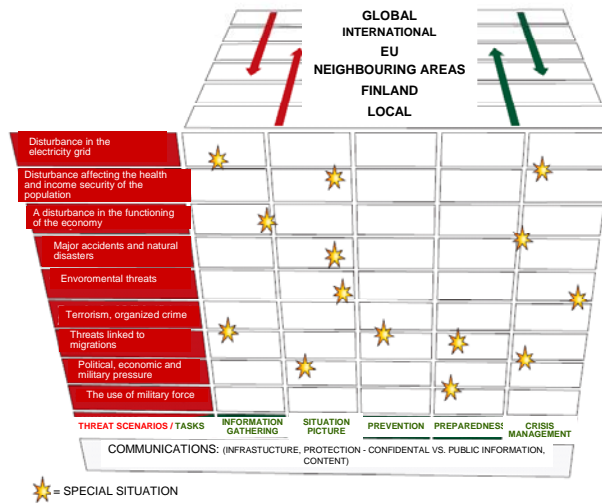 GLOBAL
INTERNATIONAL
EU
NEIGHBOURING AREAS
FINLAND
LOCAL
Disturbance in the
electricity grid
Disturbance affecting the health
and income security of the
population
A disturbance in the functioning
of the economy
Major accidents and natural
disasters
Enviromental threats
Terrorism, organized crime
Threats linked to
migrations
Political, economic and
military pressure
The use of military force
THREAT SCENARIOS / TASKS
INFORMATION
GATHERING
SITUATION
PICTURE
PREVENTION
PREPAREDNESS
CRISIS
MANAGEMENT
COMMUNICATIONS: (INFRASTUCTURE, PROTECTION - CONFIDENTAL VS. PUBLIC INFORMATION,
CONTENT)
= SPECIAL SITUATION